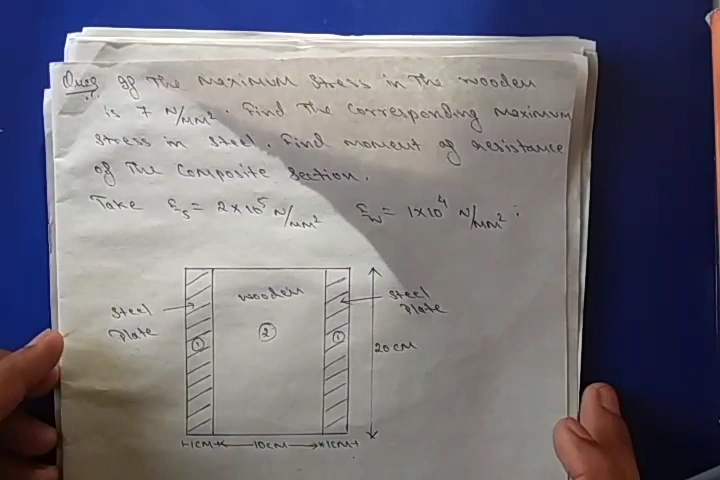 Ques If The maximum Stress in The wooden
is 7 N/MM². Find The Corresponding maximum
Stress in steel. Find moment of resistance
of The Composite Section.
Take Es = 2×10⁵ N/MM² Ew = 1×10⁴ N/MM².
wooden
steel Plate
steel Plate
① ② ①
20 CM
1CM 10CM 1CM